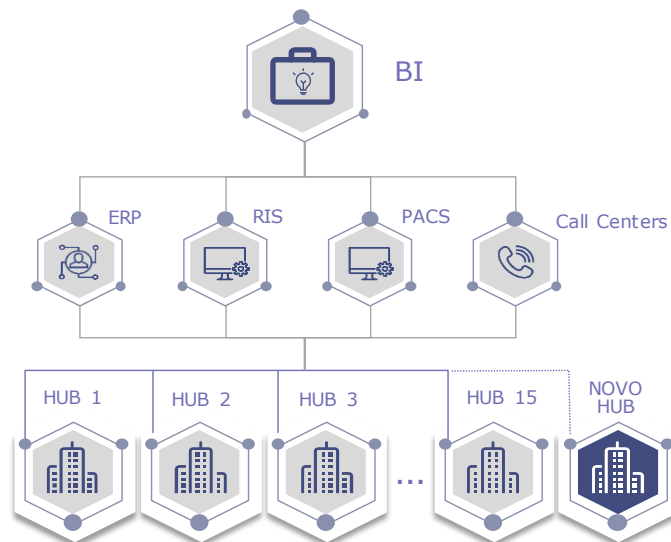 BI
ERP
RIS
PACS
Call Centers
HUB 1
HUB 2
HUB 3
HUB 15
NOVO
HUB
...